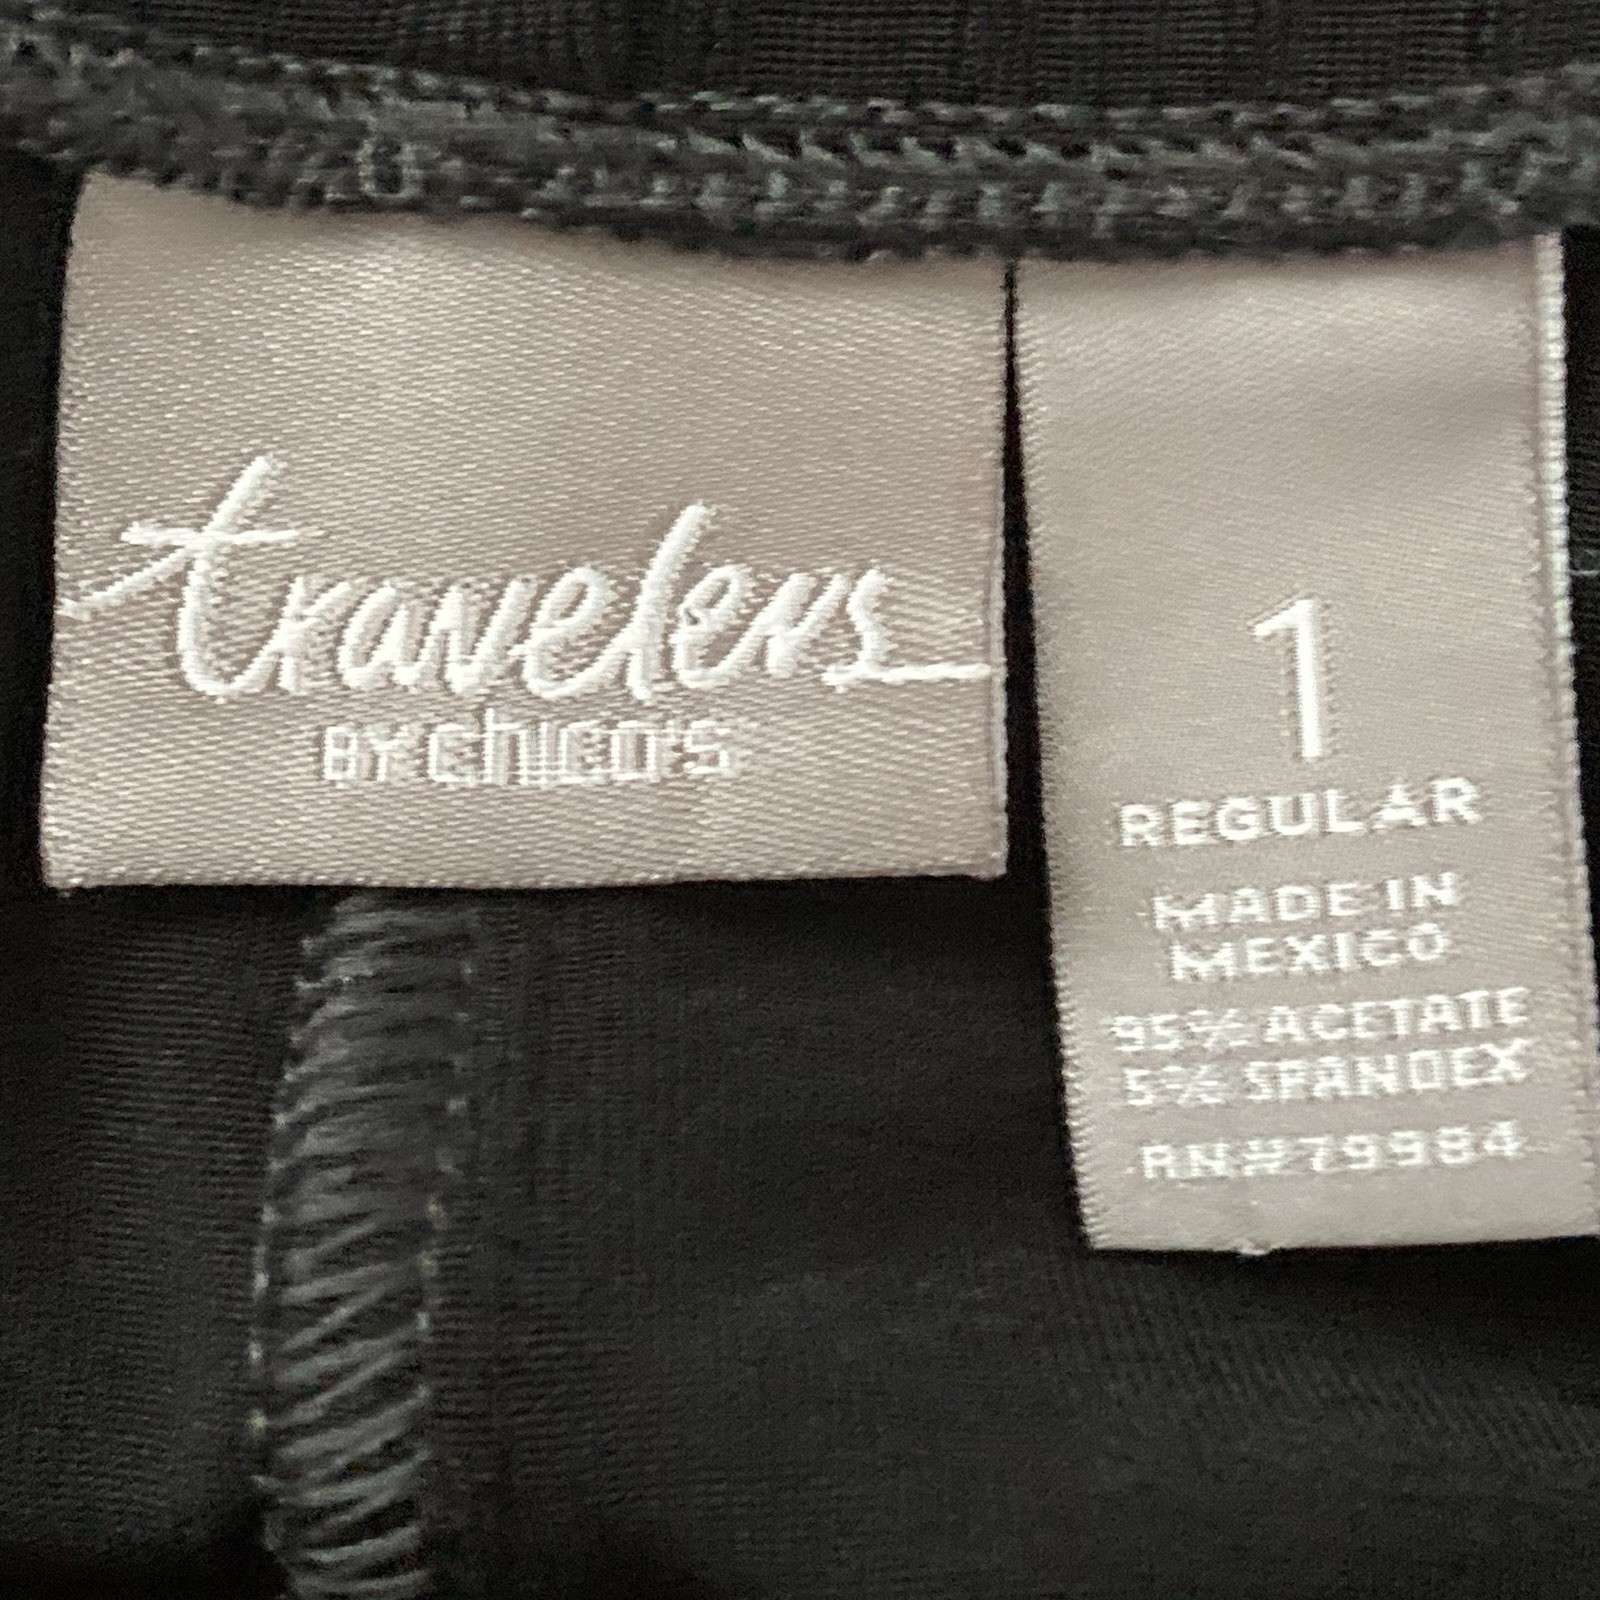 travelers
BY chico's
1
REGULAR
MADE IN
MEXICO
95% ACETATE
5% SPANDEX
RN#79984